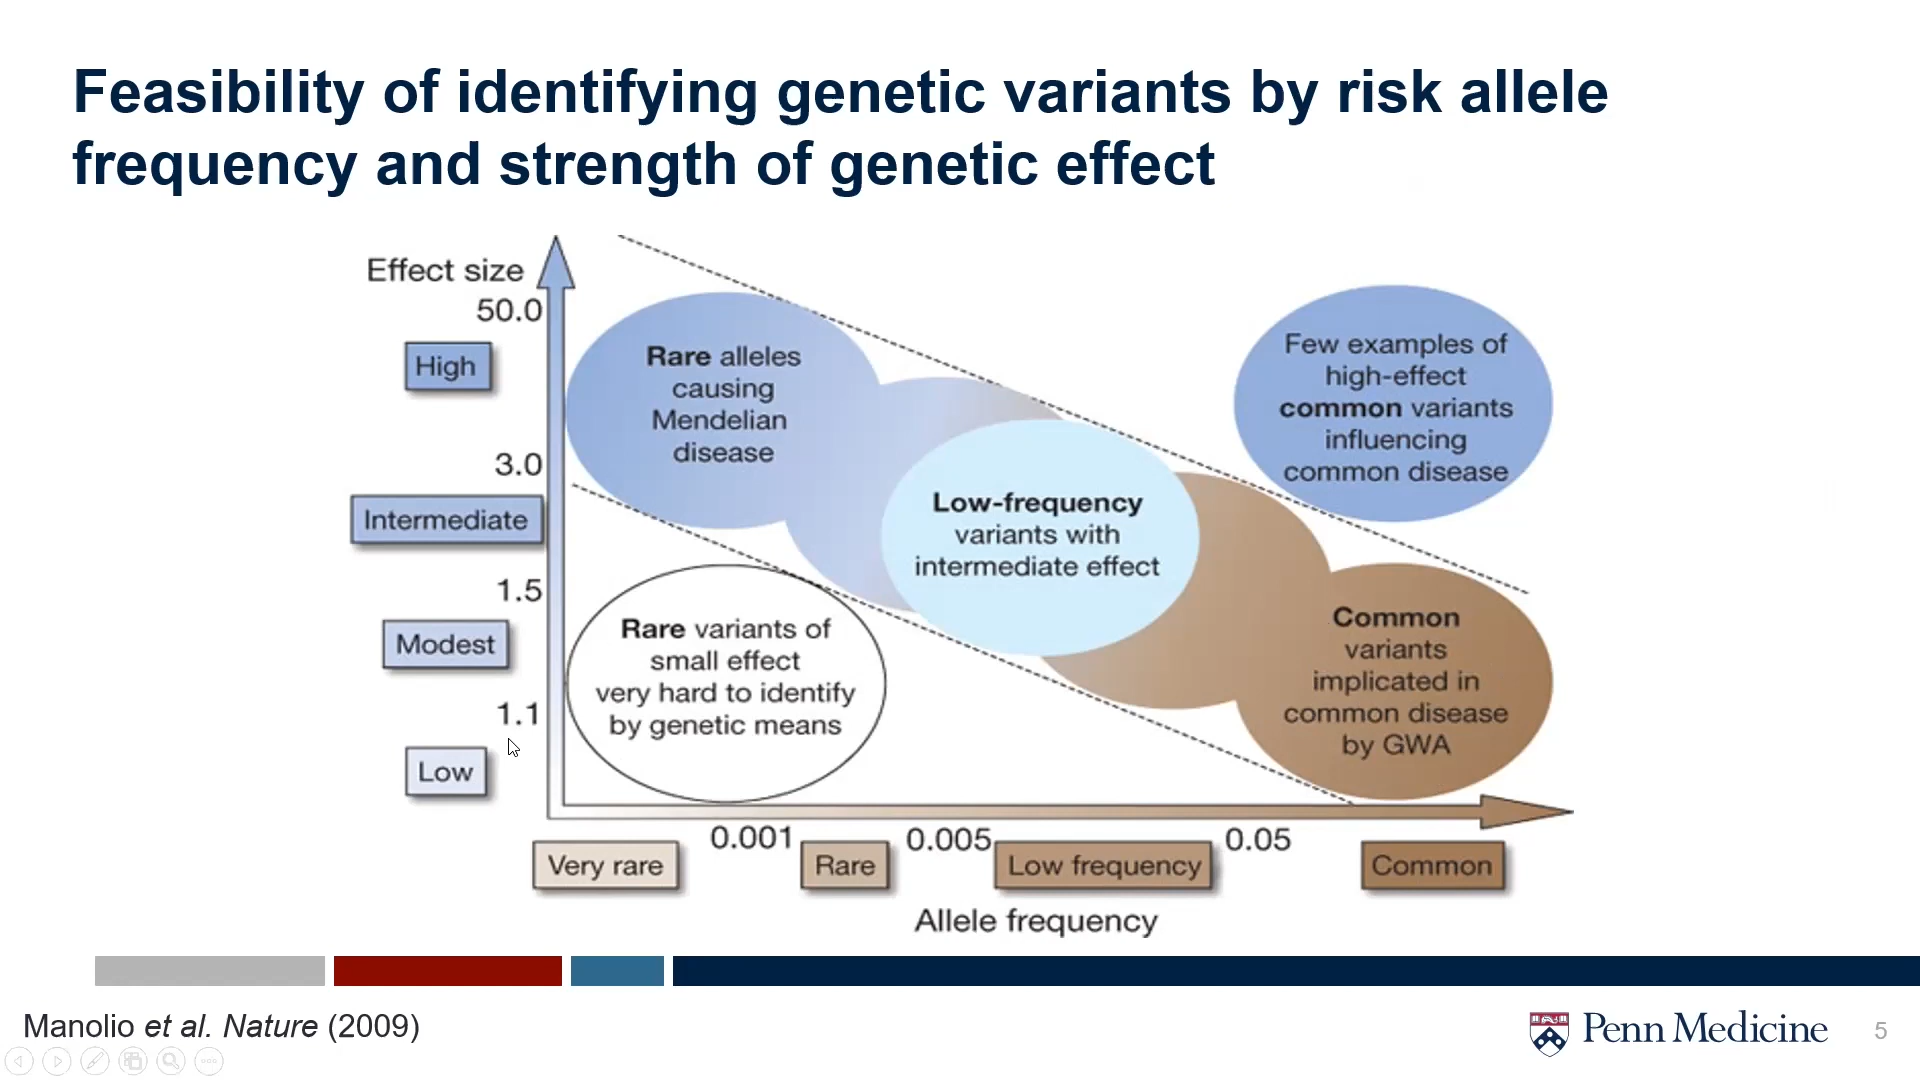 Feasibility of identifying genetic variants by risk allele
frequency and strength of genetic effect
Effect size
50.0
High
3.0
Intermediate
1.5
Modest
1.1
Low
Rare alleles
causing
Mendelian
disease
Low-frequency
variants with
intermediate effect
Few examples of
high-effect
common variants
influencing
common disease
Rare variants of
small effect
very hard to identify
by genetic means
Common
variants
implicated in
common disease
by GWA
0.001
0.005
0.05
Very rare
Rare
Low frequency
Common
Allele frequency
Manolio et al. Nature (2009)
Penn Medicine
5